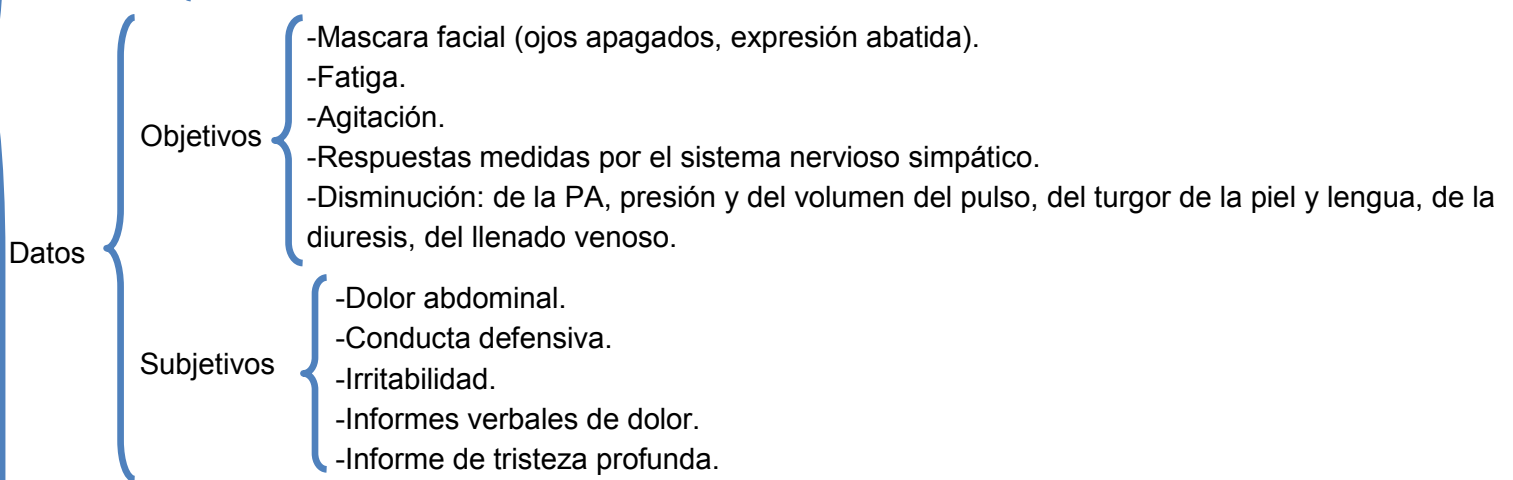 Datos
Objetivos
-Mascara facial (ojos apagados, expresión abatida).
-Fatiga.
-Agitación.
-Respuestas medidas por el sistema nervioso simpático.
-Disminución: de la PA, presión y del volumen del pulso, del turgor de la piel y lengua, de la
diuresis, del llenado venoso.
Subjetivos
-Dolor abdominal.
-Conducta defensiva.
-Irritabilidad.
-Informes verbales de dolor.
-Informe de tristeza profunda.